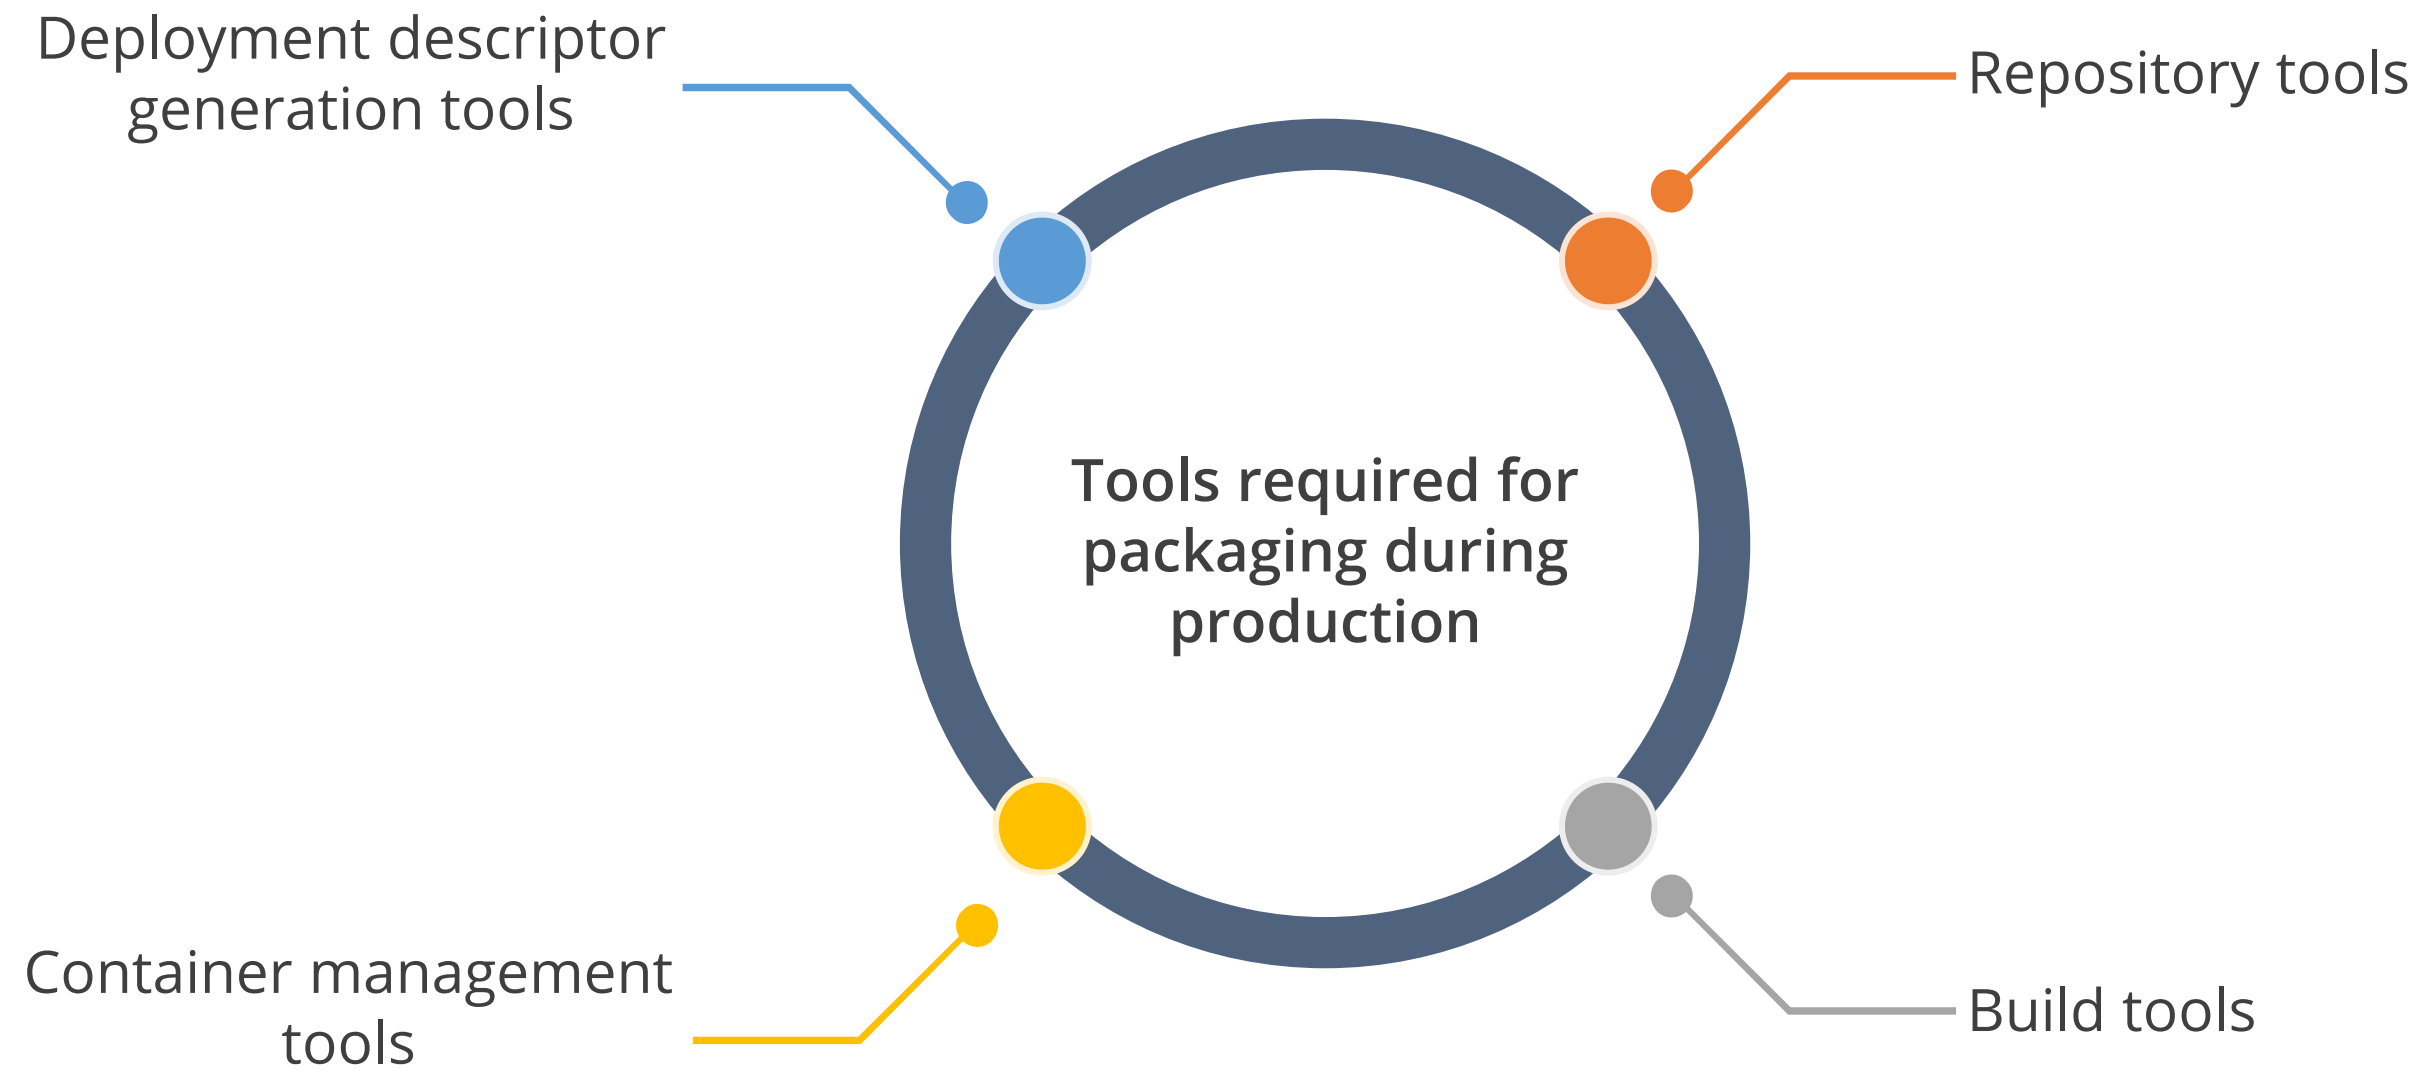 Deployment descriptor
generation tools
Repository tools
Tools required for
packaging during
production
Container management
tools
Build tools